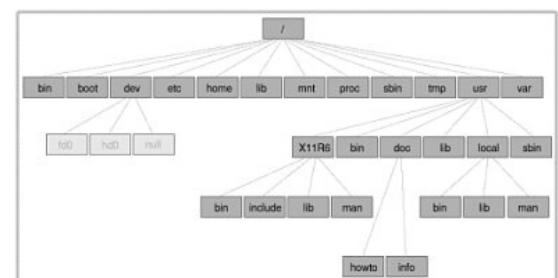 /
bin boot dev etc home lib mnt proc sbin tmp usr var
fd0 hd0 null X11R6 bin doc lib local sbin
bin include lib man bin lib man
howto info